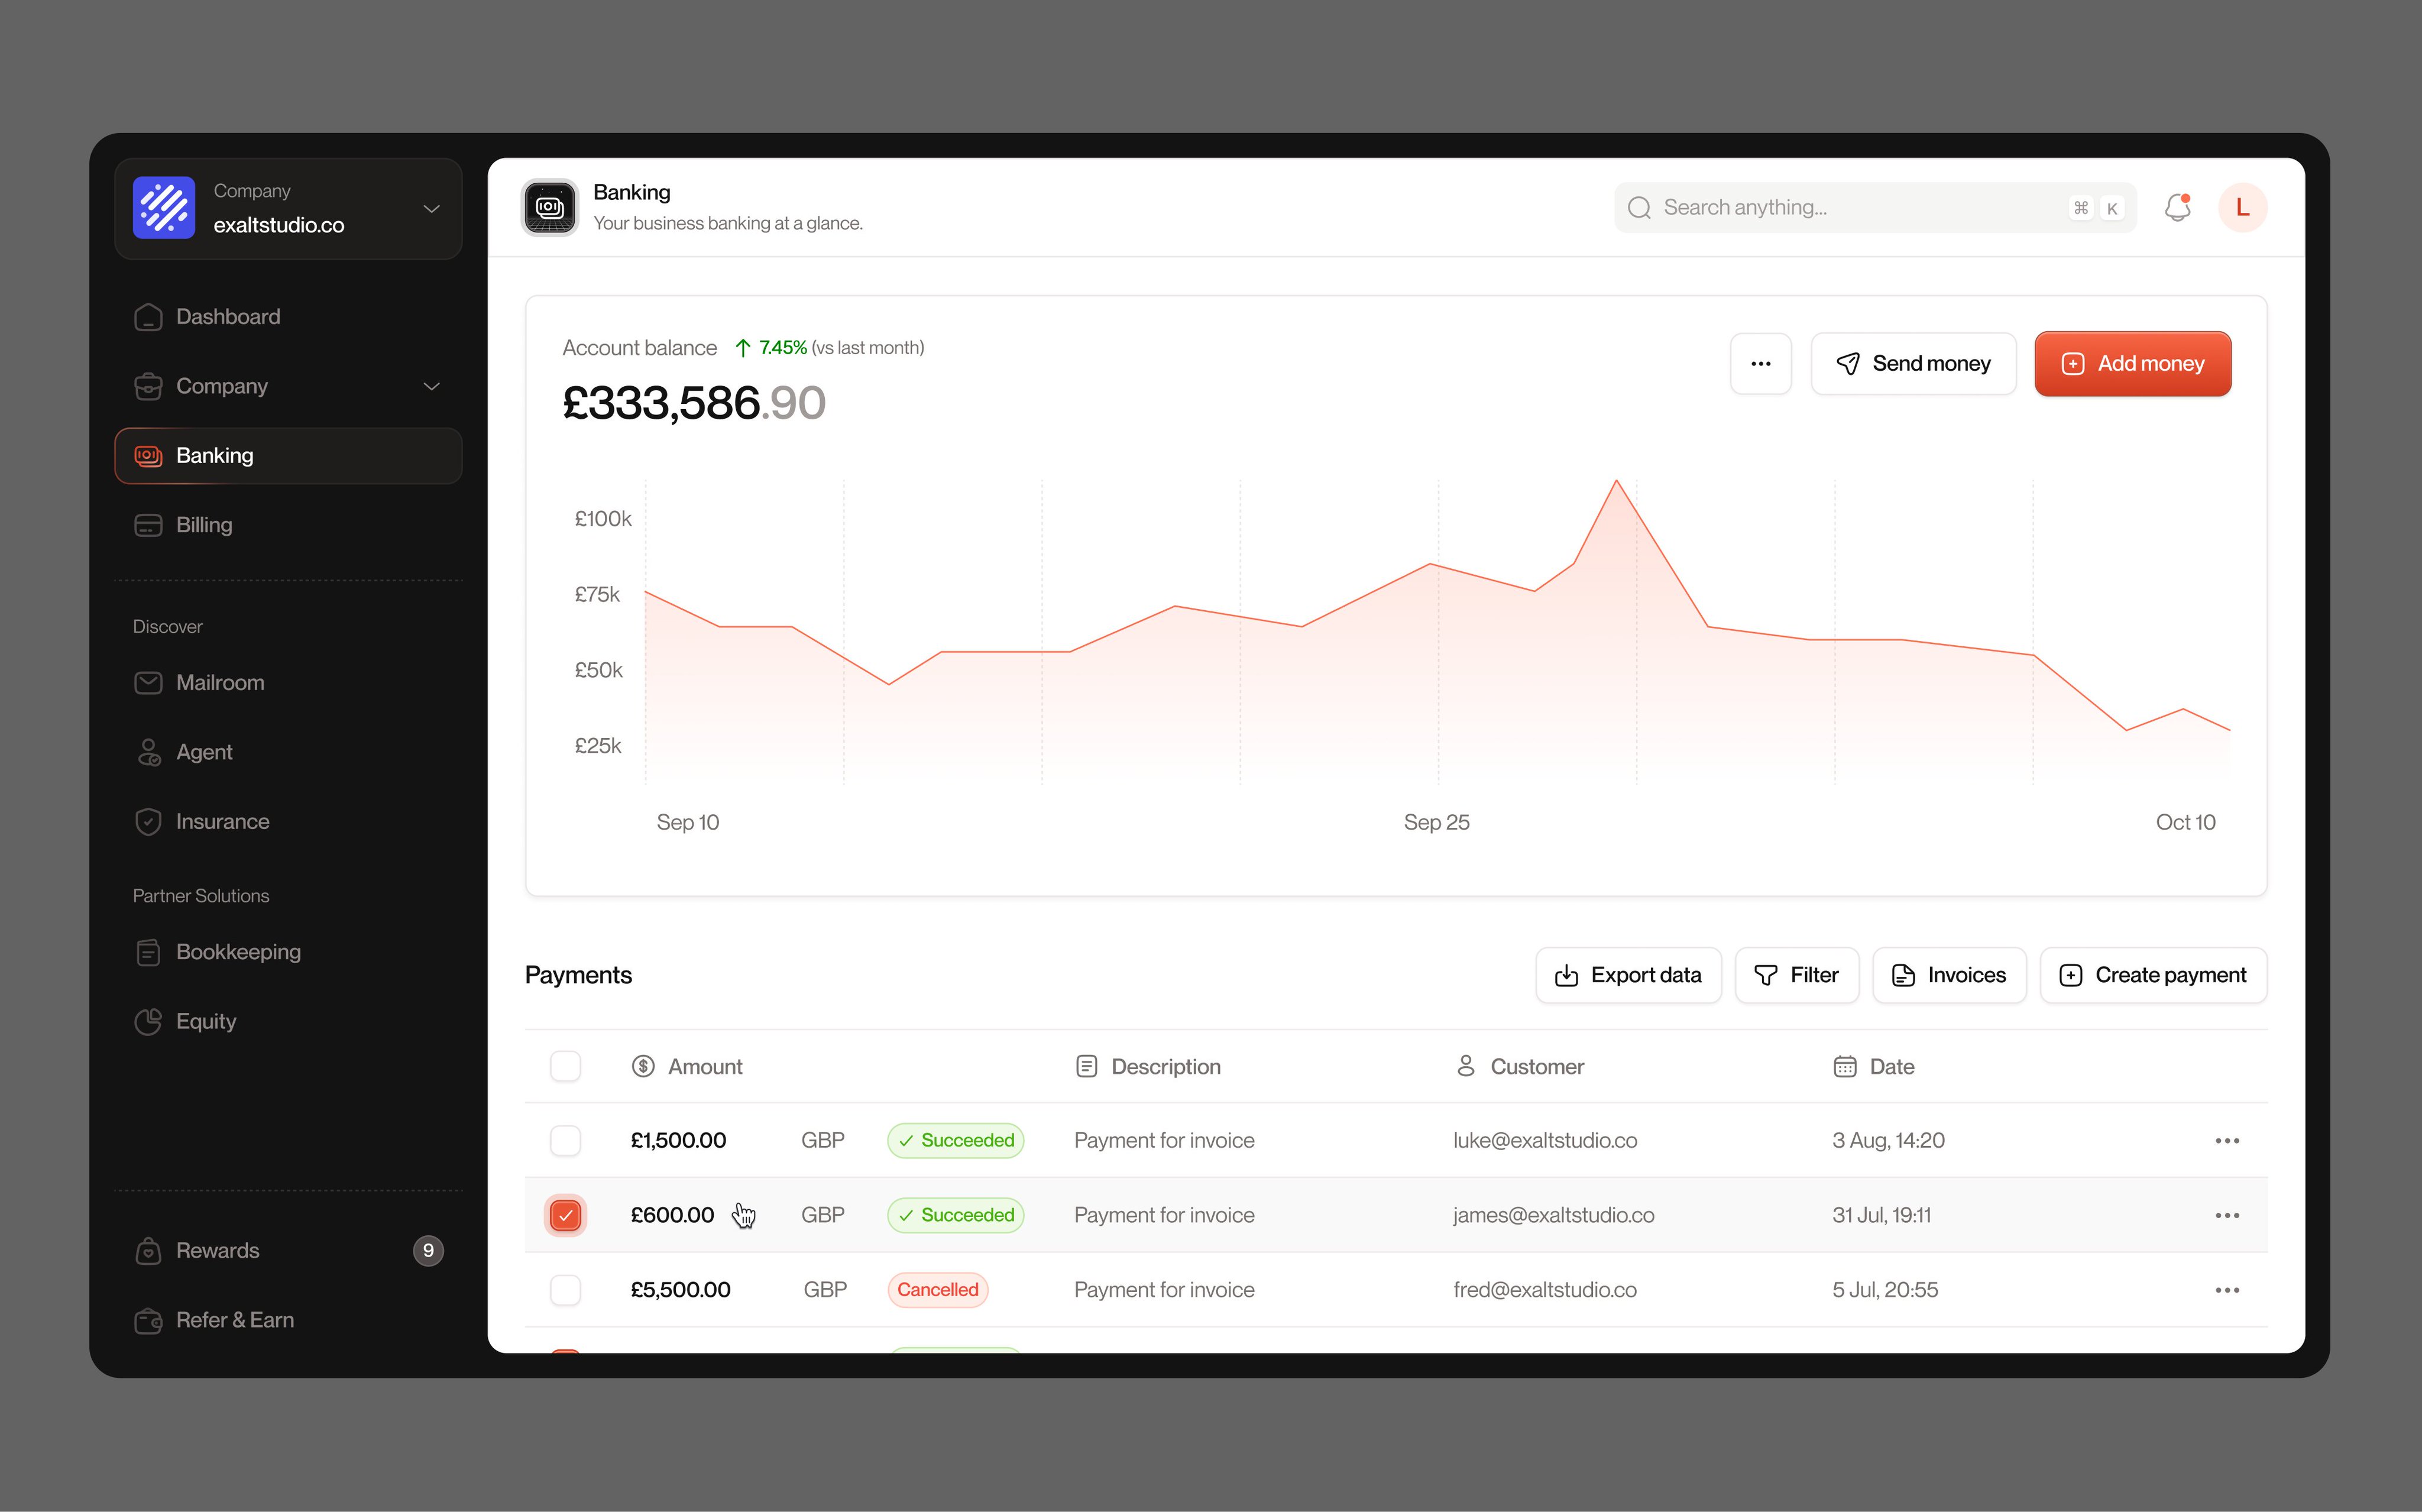 Company
exaltstudio.co
Dashboard
Company
Banking
Billing
Discover
Mailroom
Agent
Insurance
Partner Solutions
Bookkeeping
Equity
Rewards 9
Refer & Earn
Banking
Your business banking at a glance.
Search anything... ⌘ K
L
Account balance 7.45% (vs last month)
£333,586.90
Send money
Add money
£100k
£75k
£50k
£25k
Sep 10 Sep 25 Oct 10
Payments
Export data
Filter
Invoices
Create payment
Amount Description Customer Date
£1,500.00 GBP Succeeded Payment for invoice luke@exaltstudio.co 3 Aug, 14:20
£600.00 GBP Succeeded Payment for invoice james@exaltstudio.co 31 Jul, 19:11
£5,500.00 GBP Cancelled Payment for invoice fred@exaltstudio.co 5 Jul, 20:55